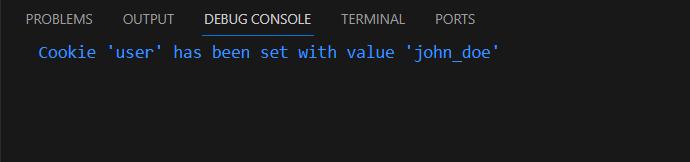 PROBLEMS OUTPUT DEBUG CONSOLE TERMINAL PORTS
Cookie 'user' has been set with value 'john_doe'